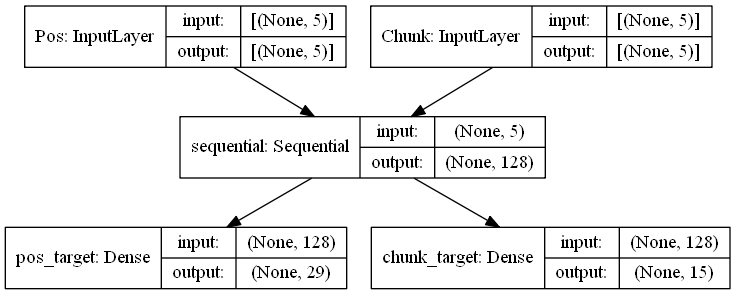 Pos: InputLayer
input: [(None, 5)]
output: [(None, 5)]
Chunk: InputLayer
input: [(None, 5)]
output: [(None, 5)]
sequential: Sequential
input: (None, 5)
output: (None, 128)
pos_target: Dense
input: (None, 128)
output: (None, 29)
chunk_target: Dense
input: (None, 128)
output: (None, 15)